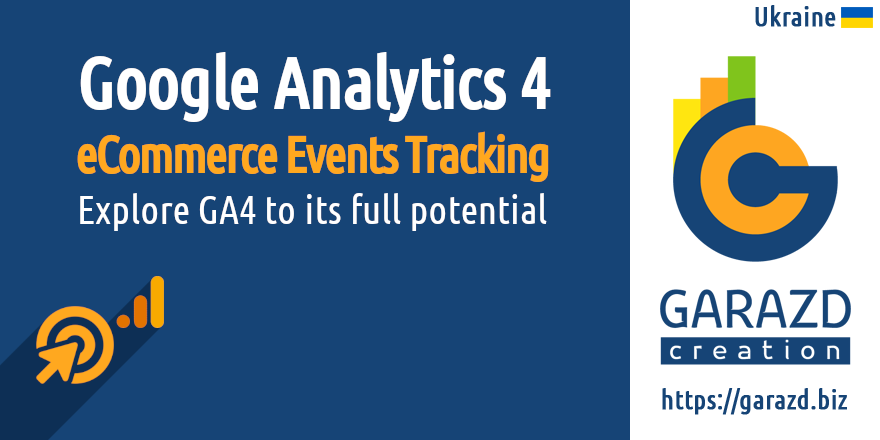 Google Analytics 4
eCommerce Events Tracking
Explore GA4 to its full potential
Ukraine
GARAZD
creation
https://garazd.biz